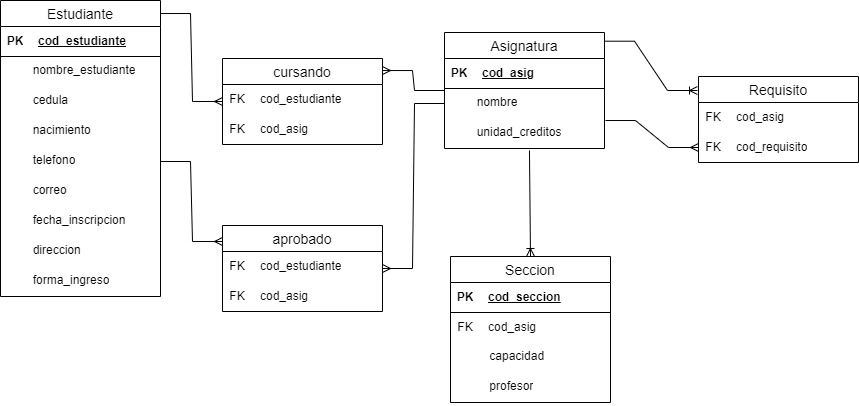 Estudiante
PK cod_estudiante
nombre_estudiante
cedula
nacimiento
telefono
correo
fecha_inscripcion
direccion
forma_ingreso
cursando
FK cod_estudiante
FK cod_asig
aprobado
FK cod_estudiante
FK cod_asig
Asignatura
PK cod_asig
nombre
unidad_creditos
Seccion
PK cod_seccion
FK cod_asig
capacidad
profesor
Requisito
FK cod_asig
FK cod_requisito